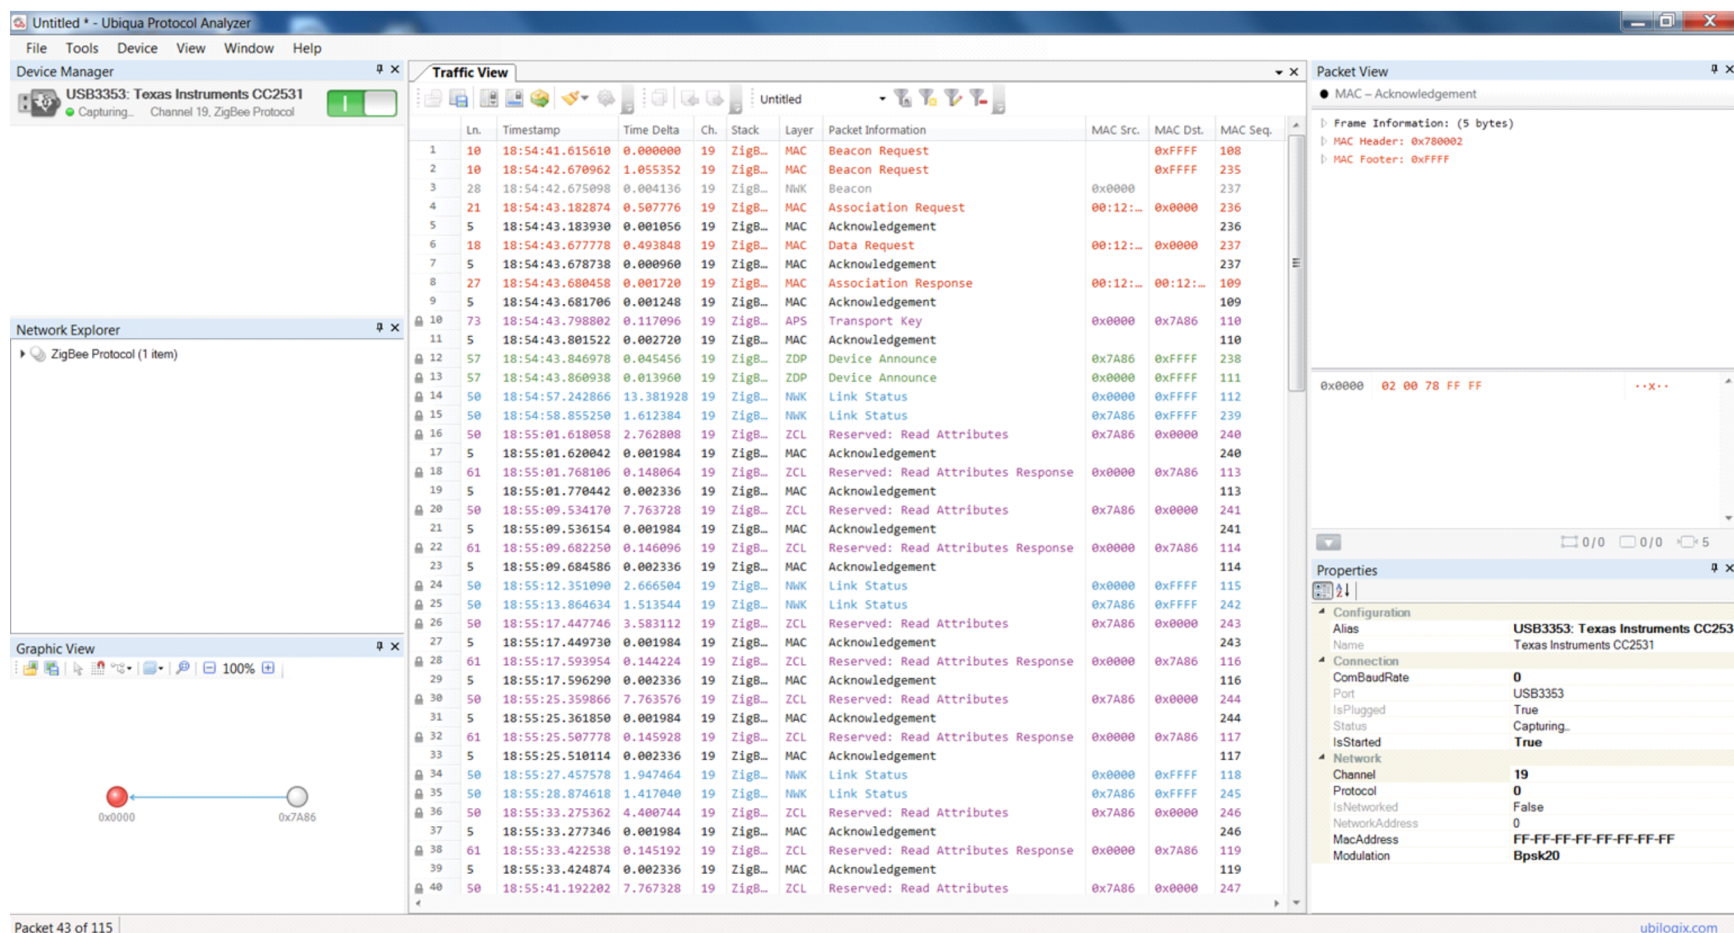 Untitled * - Ubiqua Protocol Analyzer
File Tools Device View Window Help
Device Manager
USB3353: Texas Instruments CC2531
Capturing... Channel 19, ZigBee Protocol
Network Explorer
ZigBee Protocol (1 item)
Graphic View
100%
0x0000 0x7A86
Traffic View
Untitled
Ln. Timestamp Time Delta Ch. Stack Layer Packet Information MAC Src. MAC Dst. MAC Seq.
1 10 18:54:41.615610 0.000000 19 ZigB... MAC Beacon Request 0xFFFF 108
2 10 18:54:42.670962 1.055352 19 ZigB... MAC Beacon Request 0xFFFF 235
3 28 18:54:42.675098 0.004136 19 ZigB... NWK Beacon 0x0000 237
4 21 18:54:43.182874 0.507776 19 ZigB... MAC Association Request 00:12:... 0x0000 236
5 5 18:54:43.183930 0.001056 19 ZigB... MAC Acknowledgement 236
6 18 18:54:43.677778 0.493848 19 ZigB... MAC Data Request 00:12:... 0x0000 237
7 5 18:54:43.678738 0.000960 19 ZigB... MAC Acknowledgement 237
8 27 18:54:43.680458 0.001720 19 ZigB... MAC Association Response 00:12:... 00:12:... 109
9 5 18:54:43.681706 0.001248 19 ZigB... MAC Acknowledgement 109
10 73 18:54:43.798802 0.117096 19 ZigB... APS Transport Key 0x0000 0x7A86 110
11 5 18:54:43.801522 0.002720 19 ZigB... MAC Acknowledgement 110
12 57 18:54:43.846978 0.045456 19 ZigB... ZDP Device Announce 0x7A86 0xFFFF 238
13 57 18:54:43.860938 0.013960 19 ZigB... ZDP Device Announce 0x0000 0xFFFF 111
14 50 18:54:57.242866 13.381928 19 ZigB... NWK Link Status 0x0000 0xFFFF 112
15 50 18:54:58.855250 1.612384 19 ZigB... NWK Link Status 0x7A86 0xFFFF 239
16 50 18:55:01.618058 2.762808 19 ZigB... ZCL Reserved: Read Attributes 0x7A86 0x0000 240
17 5 18:55:01.620042 0.001984 19 ZigB... MAC Acknowledgement 240
18 61 18:55:01.768106 0.148064 19 ZigB... ZCL Reserved: Read Attributes Response 0x0000 0x7A86 113
19 5 18:55:01.770442 0.002336 19 ZigB... MAC Acknowledgement 113
20 50 18:55:09.534170 7.763728 19 ZigB... ZCL Reserved: Read Attributes 0x7A86 0x0000 241
21 5 18:55:09.536154 0.001984 19 ZigB... MAC Acknowledgement 241
22 61 18:55:09.682250 0.146096 19 ZigB... ZCL Reserved: Read Attributes Response 0x0000 0x7A86 114
23 5 18:55:09.684586 0.002336 19 ZigB... MAC Acknowledgement 114
24 50 18:55:12.351090 2.666504 19 ZigB... NWK Link Status 0x0000 0xFFFF 115
25 50 18:55:13.864634 1.513544 19 ZigB... NWK Link Status 0x7A86 0xFFFF 242
26 50 18:55:17.447746 3.583112 19 ZigB... ZCL Reserved: Read Attributes 0x7A86 0x0000 243
27 5 18:55:17.449730 0.001984 19 ZigB... MAC Acknowledgement 243
28 61 18:55:17.593954 0.144224 19 ZigB... ZCL Reserved: Read Attributes Response 0x0000 0x7A86 116
29 5 18:55:17.596290 0.002336 19 ZigB... MAC Acknowledgement 116
30 50 18:55:25.359866 7.763576 19 ZigB... ZCL Reserved: Read Attributes 0x7A86 0x0000 244
31 5 18:55:25.361850 0.001984 19 ZigB... MAC Acknowledgement 244
32 61 18:55:25.507778 0.145928 19 ZigB... ZCL Reserved: Read Attributes Response 0x0000 0x7A86 117
33 5 18:55:25.510114 0.002336 19 ZigB... MAC Acknowledgement 117
34 50 18:55:27.457578 1.947464 19 ZigB... NWK Link Status 0x0000 0xFFFF 118
35 50 18:55:28.874618 1.417040 19 ZigB... NWK Link Status 0x7A86 0xFFFF 245
36 50 18:55:33.275362 4.400744 19 ZigB... ZCL Reserved: Read Attributes 0x7A86 0x0000 246
37 5 18:55:33.277346 0.001984 19 ZigB... MAC Acknowledgement 246
38 61 18:55:33.422538 0.145192 19 ZigB... ZCL Reserved: Read Attributes Response 0x0000 0x7A86 119
39 5 18:55:33.424874 0.002336 19 ZigB... MAC Acknowledgement 119
40 50 18:55:41.192202 7.767328 19 ZigB... ZCL Reserved: Read Attributes 0x7A86 0x0000 247
Packet View
MAC – Acknowledgement
Frame Information: (5 bytes)
MAC Header: 0x780002
MAC Footer: 0xFFFF
0x0000 02 00 78 FF FF ··x··
0/0 0/0 5
Properties
Configuration
Alias USB3353: Texas Instruments CC253
Name Texas Instruments CC2531
Connection
ComBaudRate 0
Port USB3353
IsPlugged True
Status Capturing...
IsStarted True
Network
Channel 19
Protocol 0
IsNetworked False
NetworkAddress 0
MacAddress FF-FF-FF-FF-FF-FF-FF-FF
Modulation Bpsk20
Packet 43 of 115
ubilogix.com